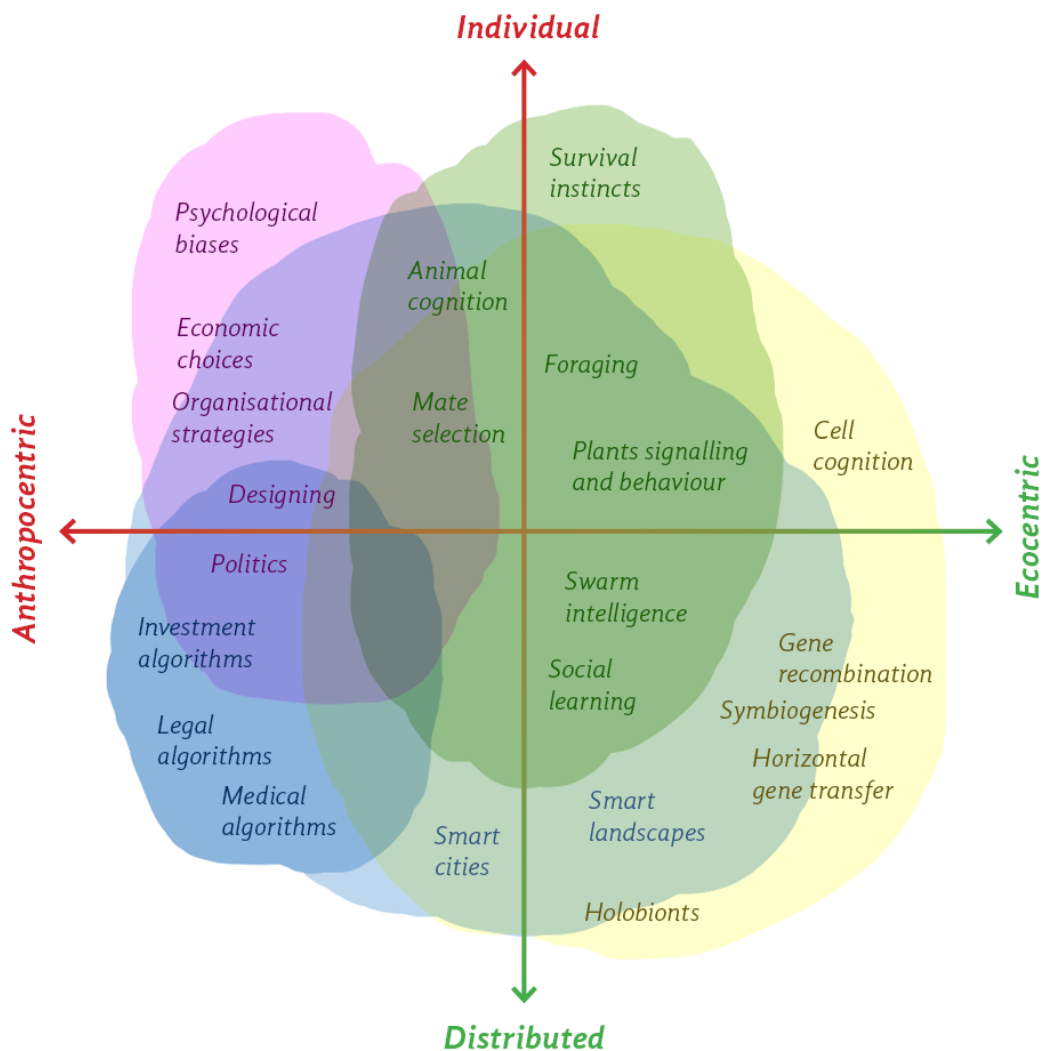 Individual
Survival
instincts
Psychological
biases
Animal
cognition
Economic
choices
Foraging
Organisational
strategies
Mate
selection
Cell
cognition
Plants signalling
and behaviour
Designing
Anthropocentric
Ecocentric
Politics
Swarm
intelligence
Investment
algorithms
Gene
recombination
Social
learning
Symbiogenesis
Legal
algorithms
Horizontal
gene transfer
Medical
algorithms
Smart
landscapes
Smart
cities
Holobionts
Distributed